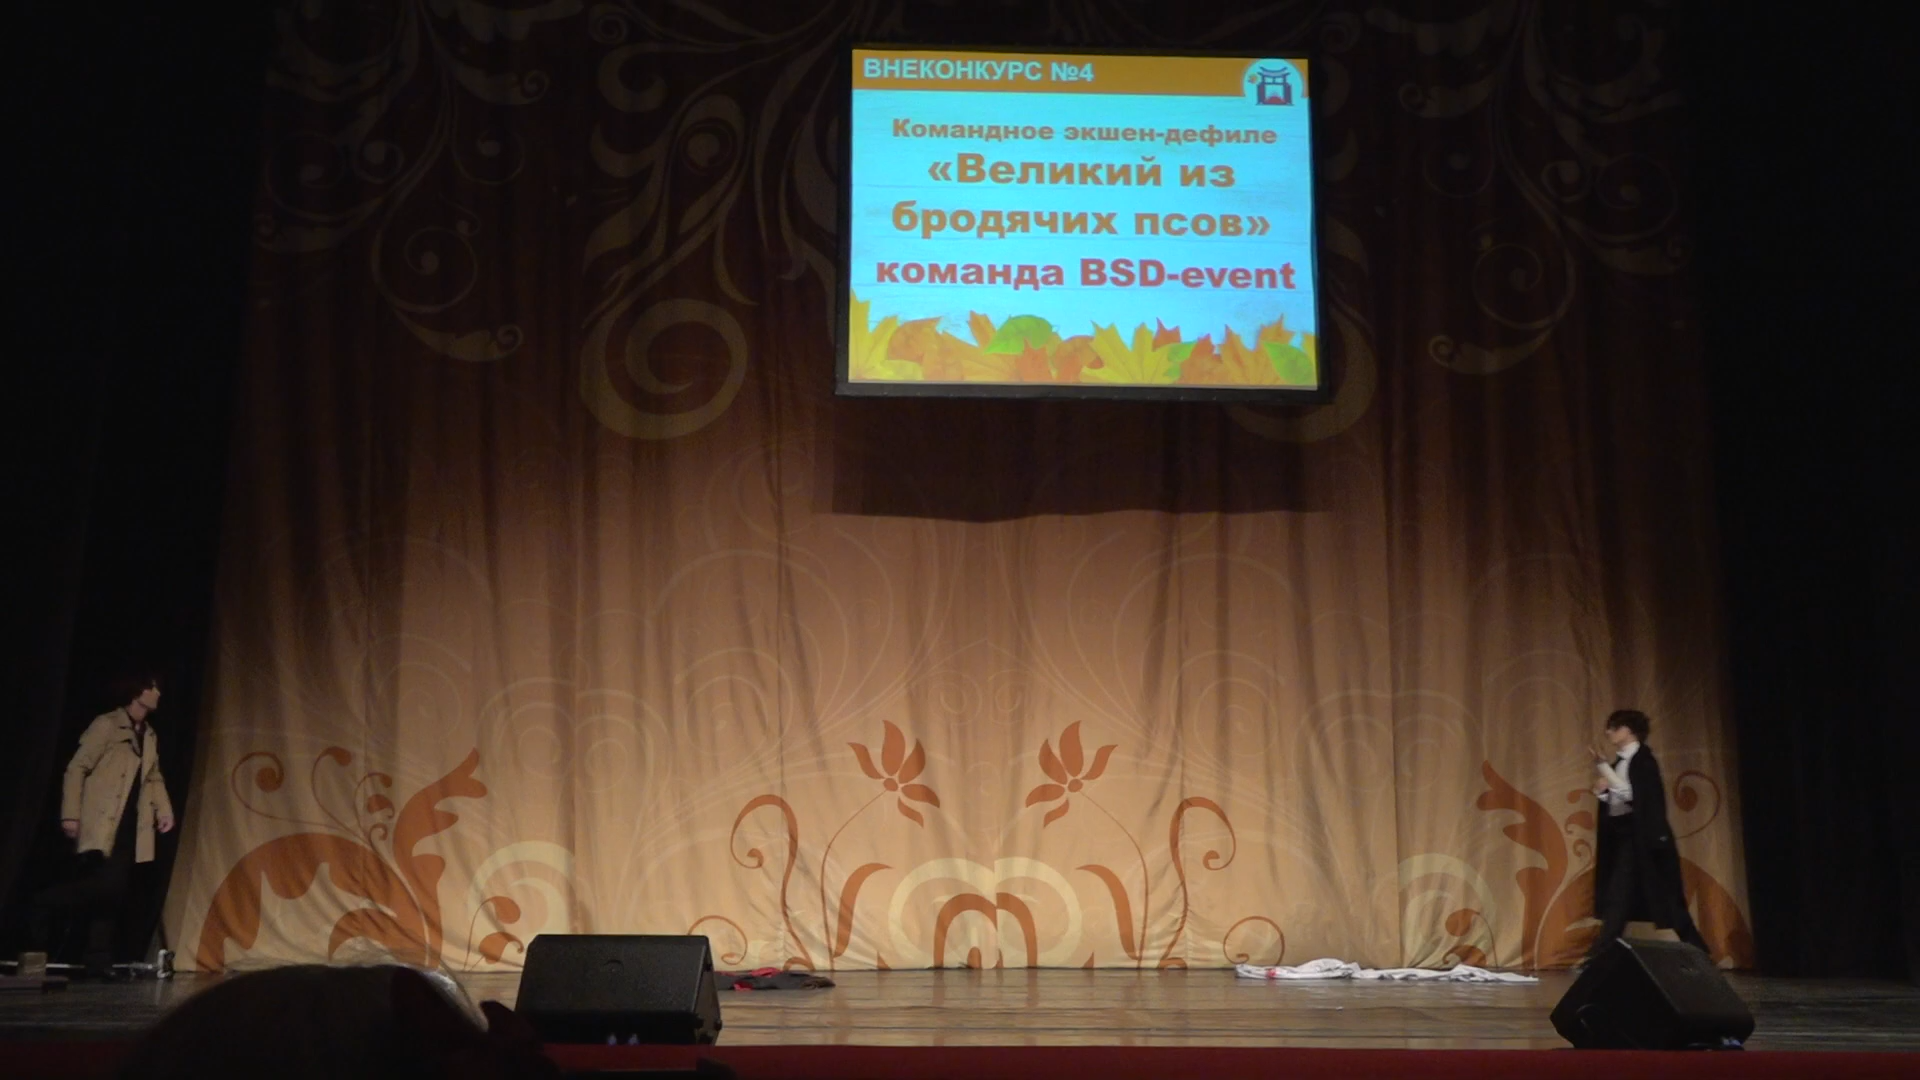 ВНЕКОНКУРС №4
Командное экшен-дефиле
«Великий из
бродячих псов»
команда BSD-event